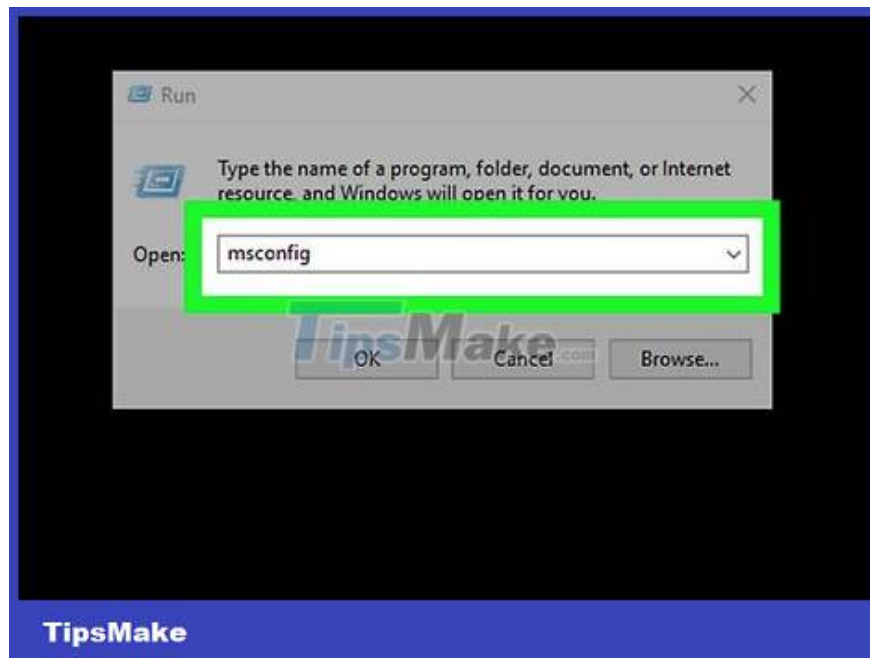 Run
Type the name of a program, folder, document, or Internet
resource, and Windows will open it for you.
Open:
msconfig
TipsMake.com
OK
Cancel
Browse...
TipsMake